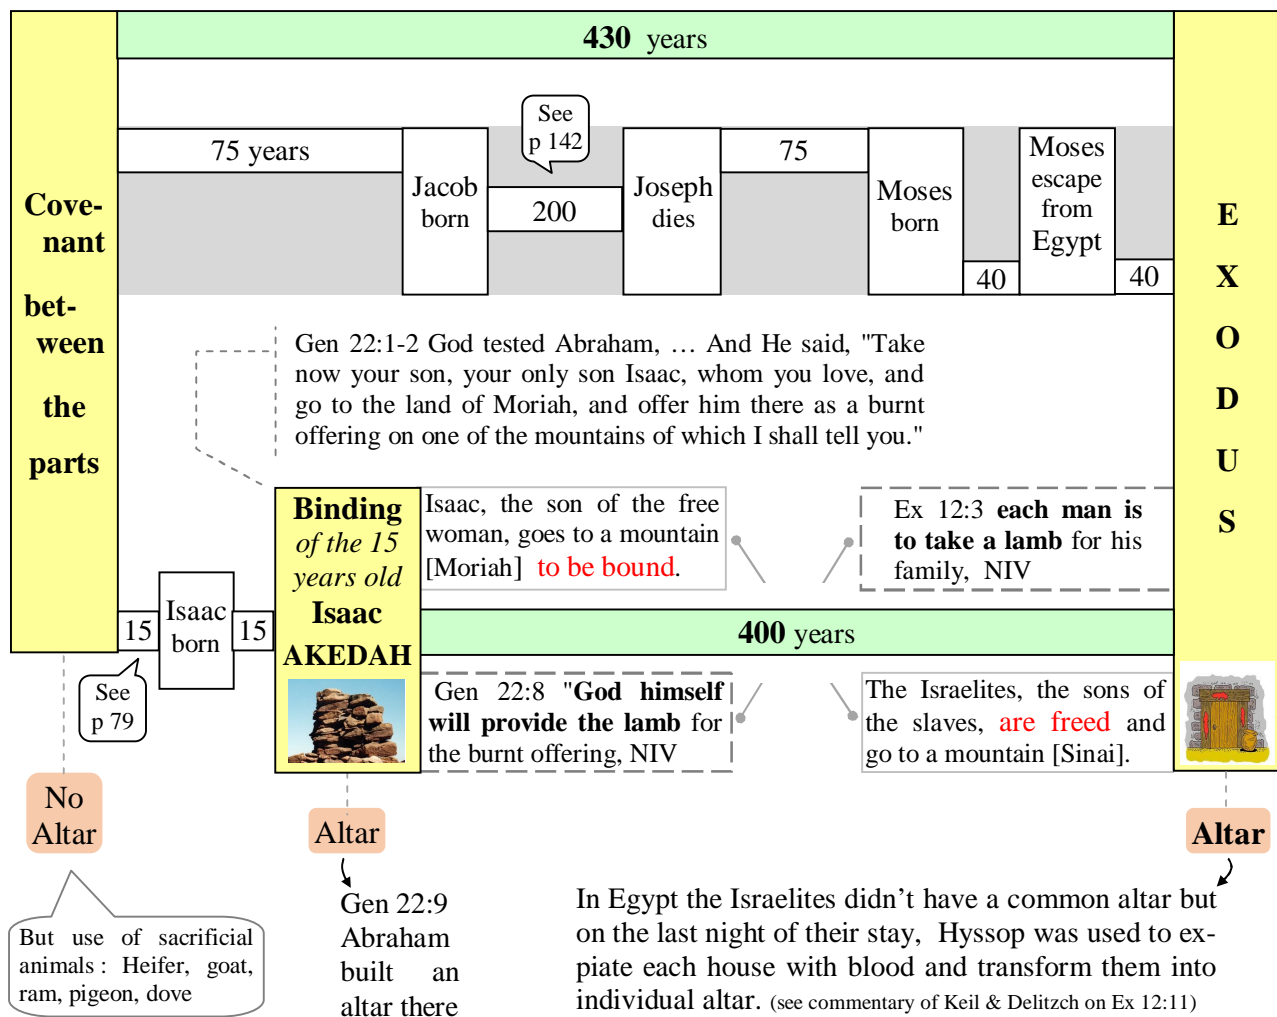 430 years
See
p 142
75 years
Jacob
born
200
Joseph
dies
75
Moses
born
40
Moses
escape
from
Egypt
40
Cove-
nant
bet-
ween
the
parts
E
X
O
D
U
S
Gen 22:1-2 God tested Abraham, … And He said, "Take
now your son, your only son Isaac, whom you love, and
go to the land of Moriah, and offer him there as a burnt
offering on one of the mountains of which I shall tell you."
Binding
of the 15
years old
Isaac
AKEDAH
Isaac, the son of the free
woman, goes to a mountain
[Moriah] to be bound.
Ex 12:3 each man is
to take a lamb for his
family, NIV
15
Isaac
born
15
400 years
See
p 79
Gen 22:8 "God himself
will provide the lamb for
the burnt offering, NIV
The Israelites, the sons of
the slaves, are freed and
go to a mountain [Sinai].
No
Altar
Altar
Altar
But use of sacrificial
animals : Heifer, goat,
ram, pigeon, dove
Gen 22:9
Abraham
built an
altar there
In Egypt the Israelites didn't have a common altar but
on the last night of their stay, Hyssop was used to ex-
piate each house with blood and transform them into
individual altar. (see commentary of Keil & Delitzch on Ex 12:11)